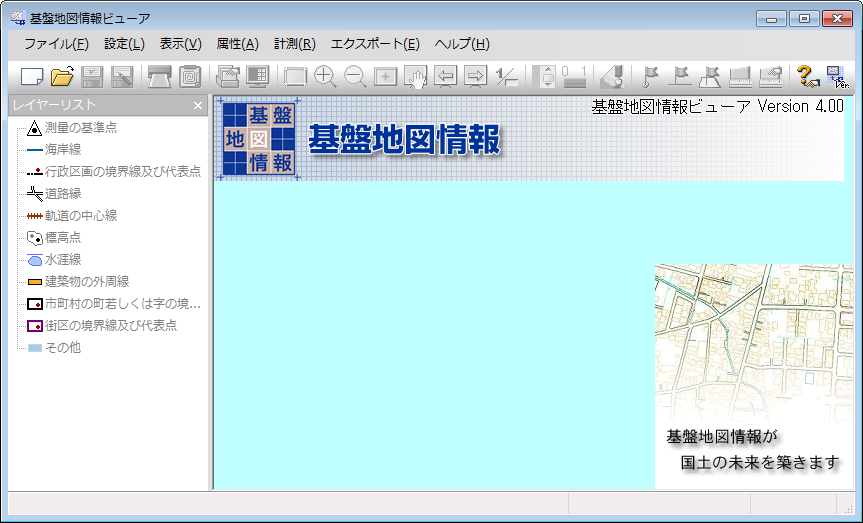 基盤地図情報ビューア
ファイル(F) 設定(L) 表示(V) 属性(A) 計測(R) エクスポート(E) ヘルプ(H)
レイヤーリスト
測量の基準点
海岸線
行政区画の境界線及び代表点
道路縁
軌道の中心線
標高点
水涯線
建築物の外周線
市町村の町若しくは字の境...
街区の境界線及び代表点
その他
基盤
地図
情報
基盤地図情報
基盤地図情報ビューア Version 4.00
基盤地図情報が
国土の未来を築きます